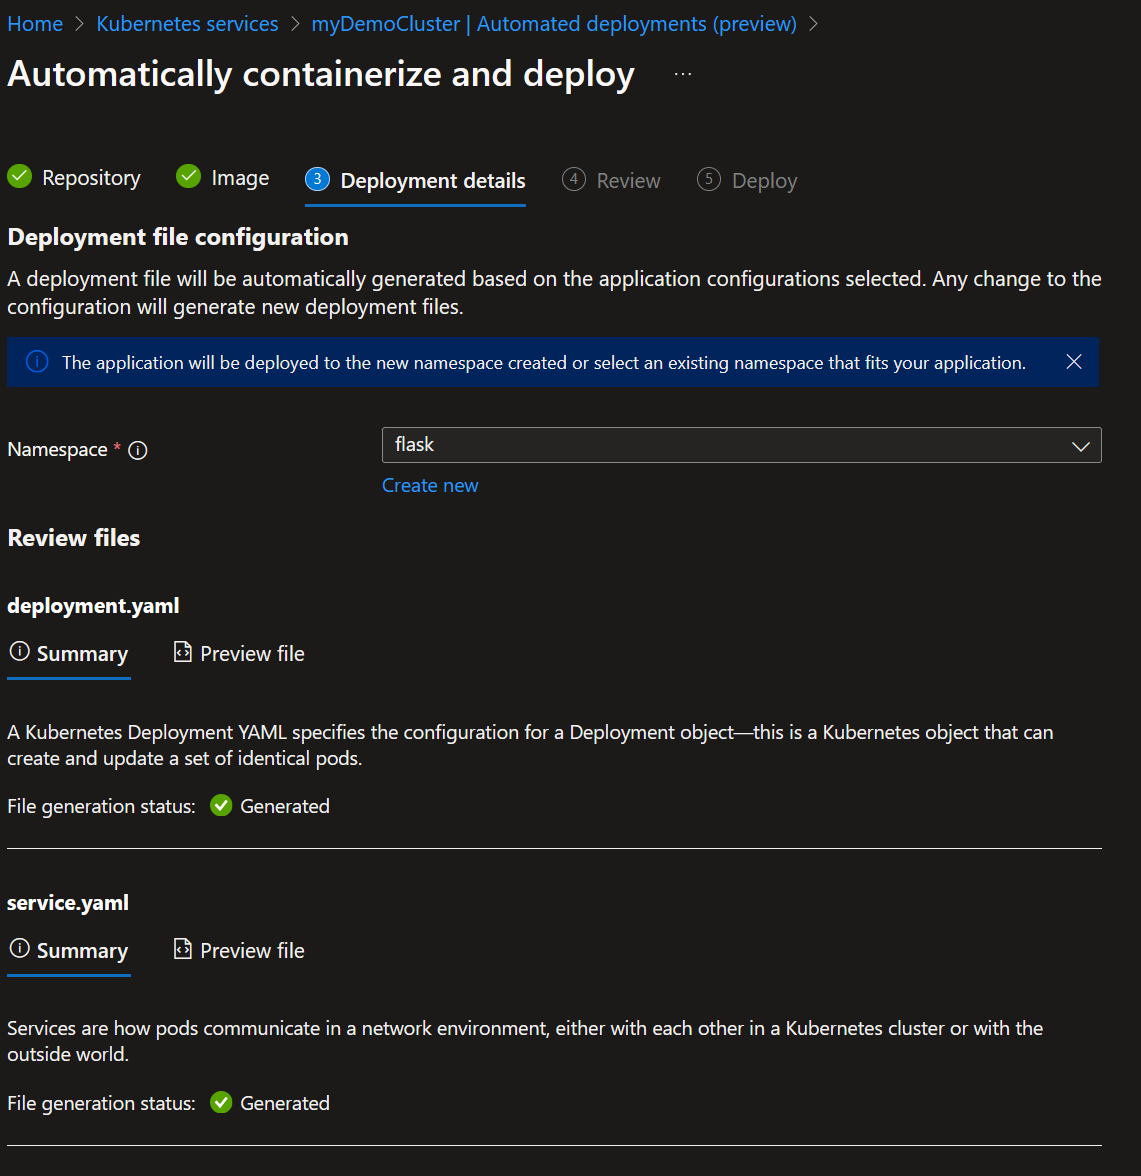 Home > Kubernetes services > myDemoCluster | Automated deployments (preview) >
Automatically containerize and deploy ...
Repository Image 3 Deployment details 4 Review 5 Deploy
Deployment file configuration
A deployment file will be automatically generated based on the application configurations selected. Any change to the
configuration will generate new deployment files.
The application will be deployed to the new namespace created or select an existing namespace that fits your application.
Namespace * flask
Create new
Review files
deployment.yaml
Summary Preview file
A Kubernetes Deployment YAML specifies the configuration for a Deployment object—this is a Kubernetes object that can
create and update a set of identical pods.
File generation status: Generated
service.yaml
Summary Preview file
Services are how pods communicate in a network environment, either with each other in a Kubernetes cluster or with the
outside world.
File generation status: Generated